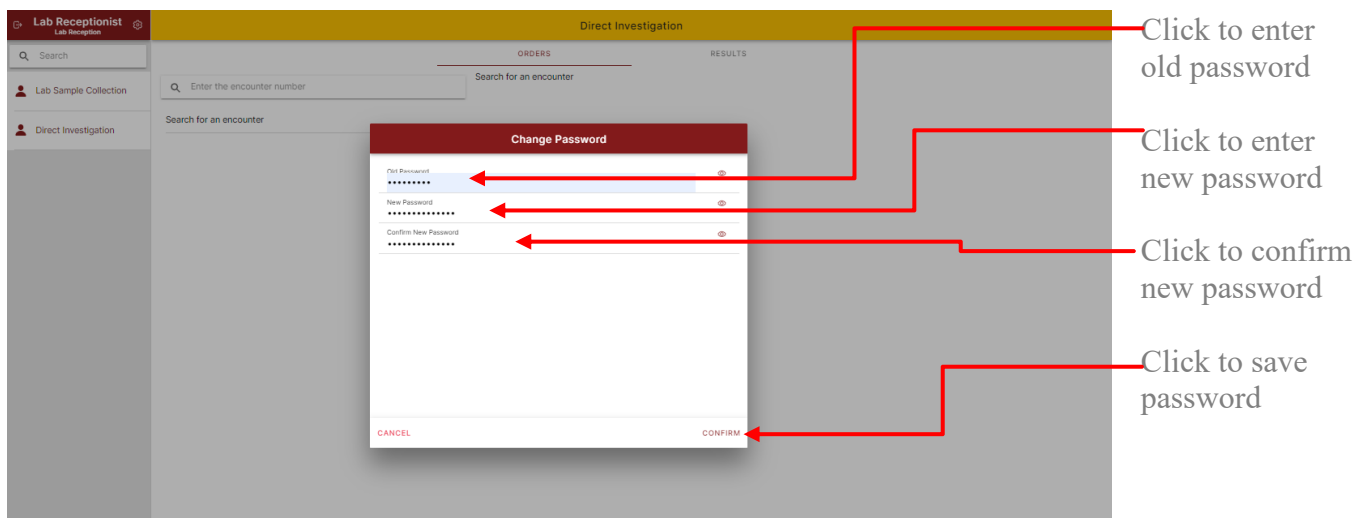 Lab Receptionist
Lab Reception
Search
Lab Sample Collection
Direct Investigation
Direct Investigation
ORDERS
RESULTS
Enter the encounter number
Search for an encounter
Search for an encounter
Change Password
Old Password
•••••••••
New Password
••••••••••••••
Confirm New Password
••••••••••••••
CANCEL
CONFIRM
Click to enter
old password
Click to enter
new password
Click to confirm
new password
Click to save
password